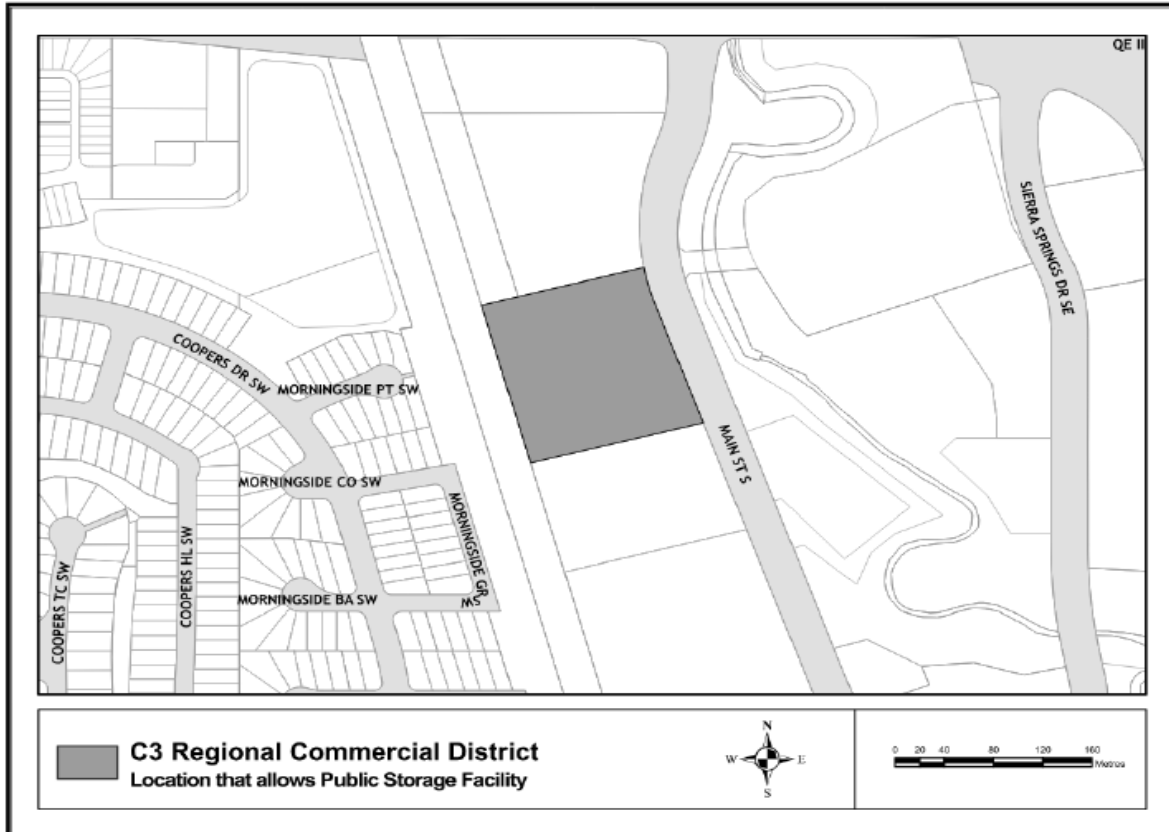 QE II
SIERRA SPRINGS DR SE
COOPERS DR SW
MORNINGSIDE PT SW
MAIN ST S
MORNINGSIDE CO SW
MORNINGSIDE GR
SW
COOPERS HL SW
COOPERS TC SW
MORNINGSIDE BA SW
C3 Regional Commercial District
Location that allows Public Storage Facility
N
W E
S
0 20 40 80 120 160
Metres